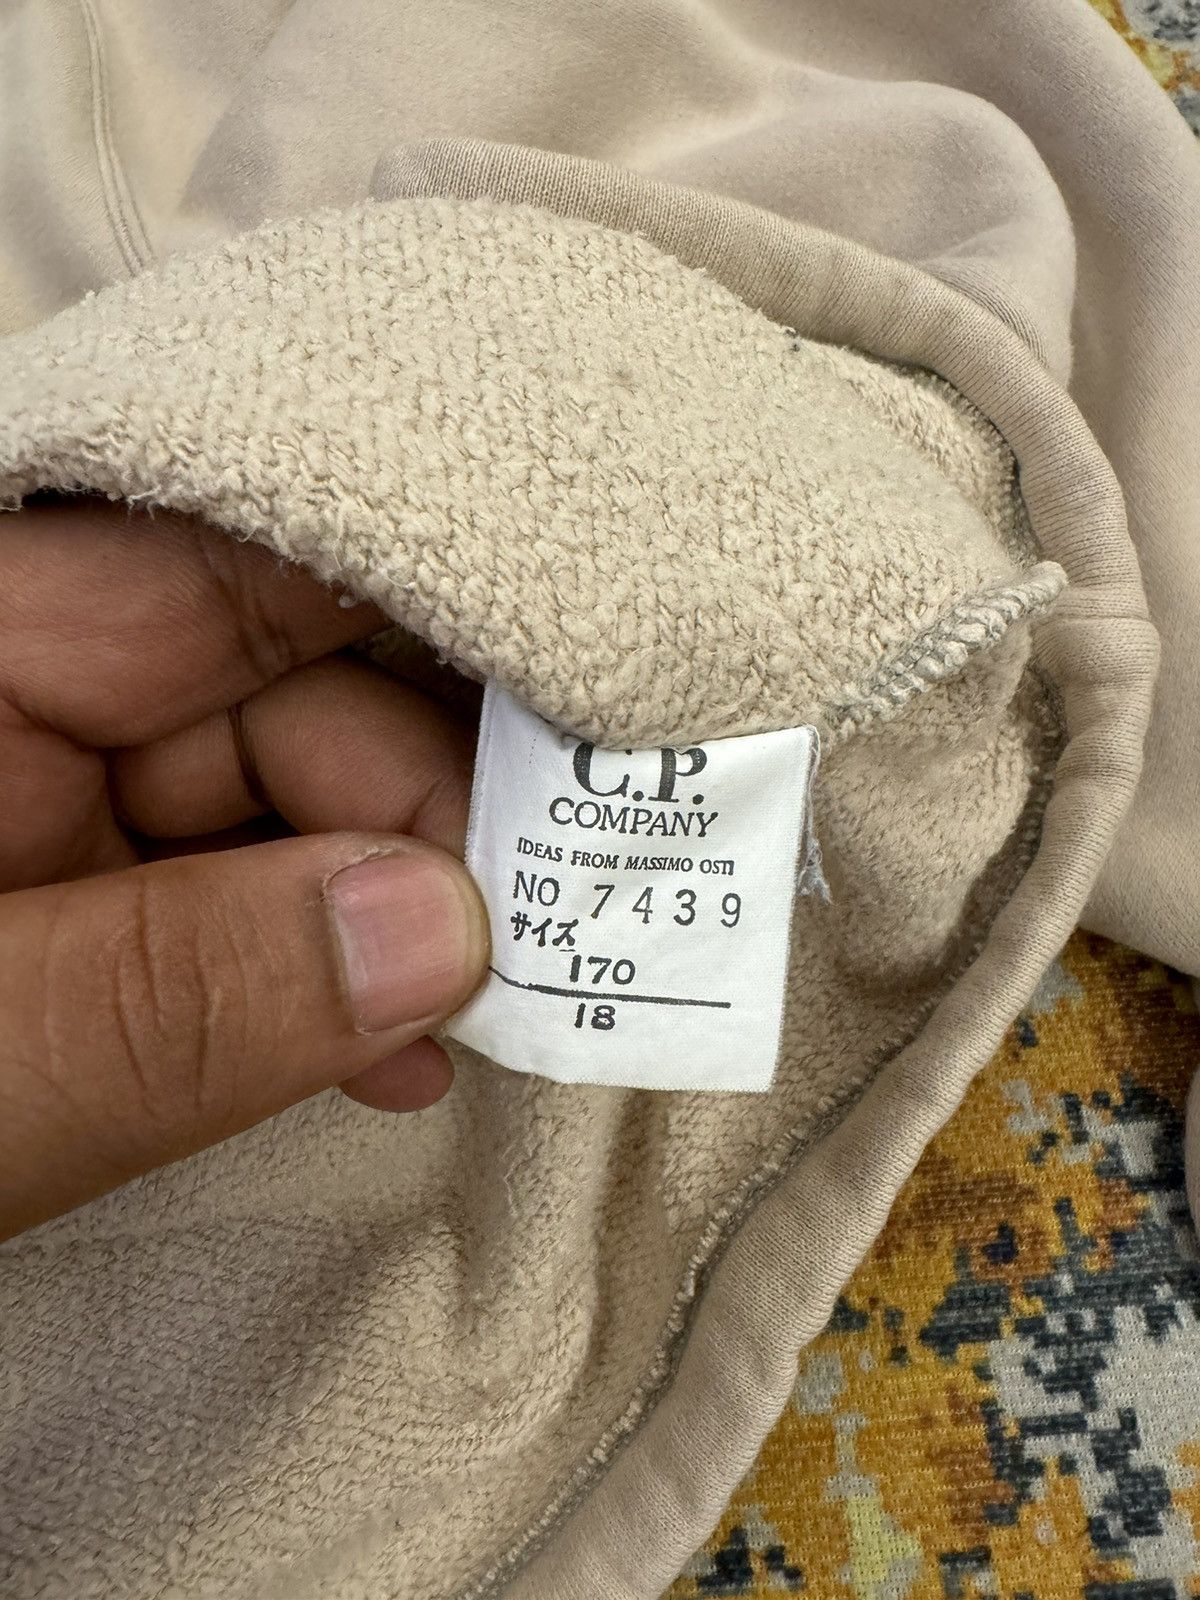 C.P.
COMPANY
IDEAS FROM MASSIMO OSTI
NO 7439
サイズ
170
18